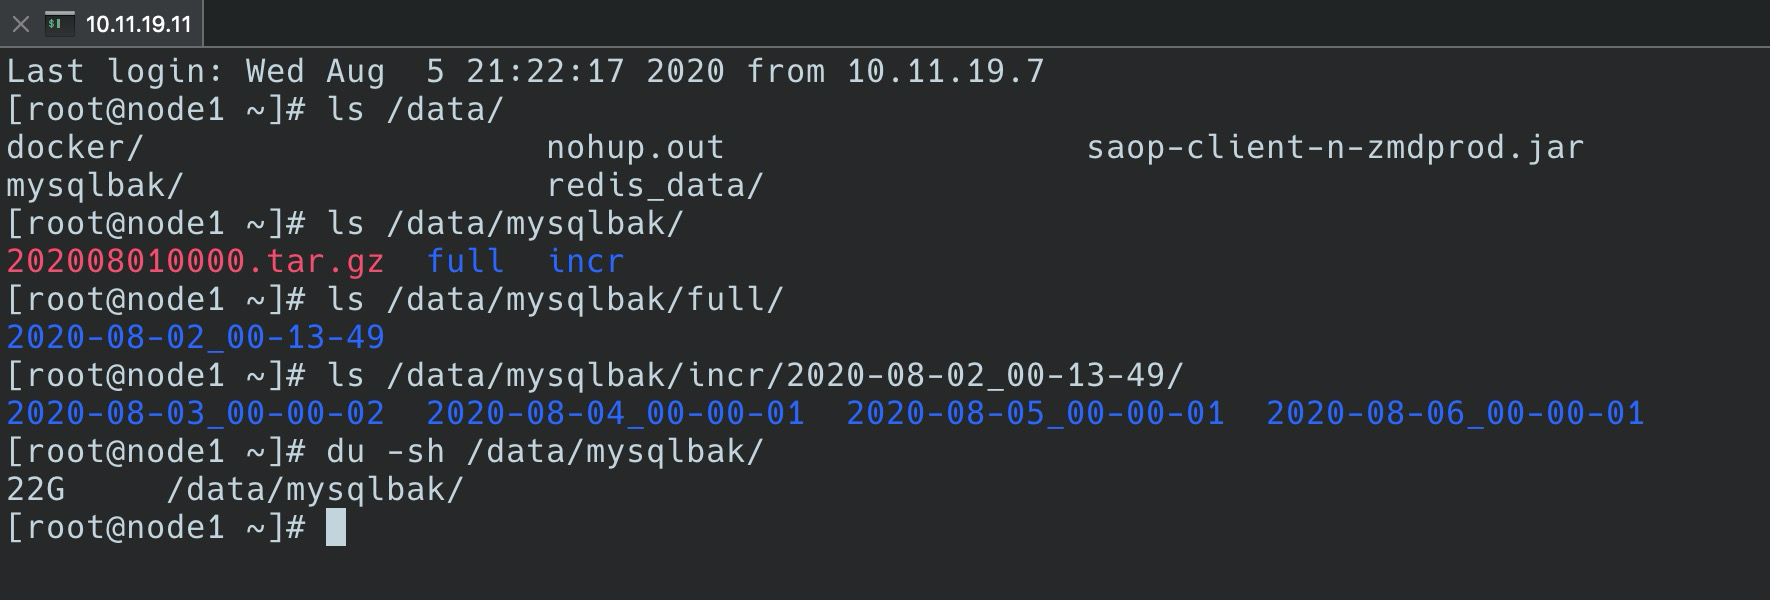 10.11.19.11
Last login: Wed Aug  5 21:22:17 2020 from 10.11.19.7
[root@node1 ~]# ls /data/
docker/                    nohup.out                  saop-client-n-zmdprod.jar
mysqlbak/                  redis_data/
[root@node1 ~]# ls /data/mysqlbak/
202008010000.tar.gz  full  incr
[root@node1 ~]# ls /data/mysqlbak/full/
2020-08-02_00-13-49
[root@node1 ~]# ls /data/mysqlbak/incr/2020-08-02_00-13-49/
2020-08-03_00-00-02  2020-08-04_00-00-01  2020-08-05_00-00-01  2020-08-06_00-00-01
[root@node1 ~]# du -sh /data/mysqlbak/
22G     /data/mysqlbak/
[root@node1 ~]#